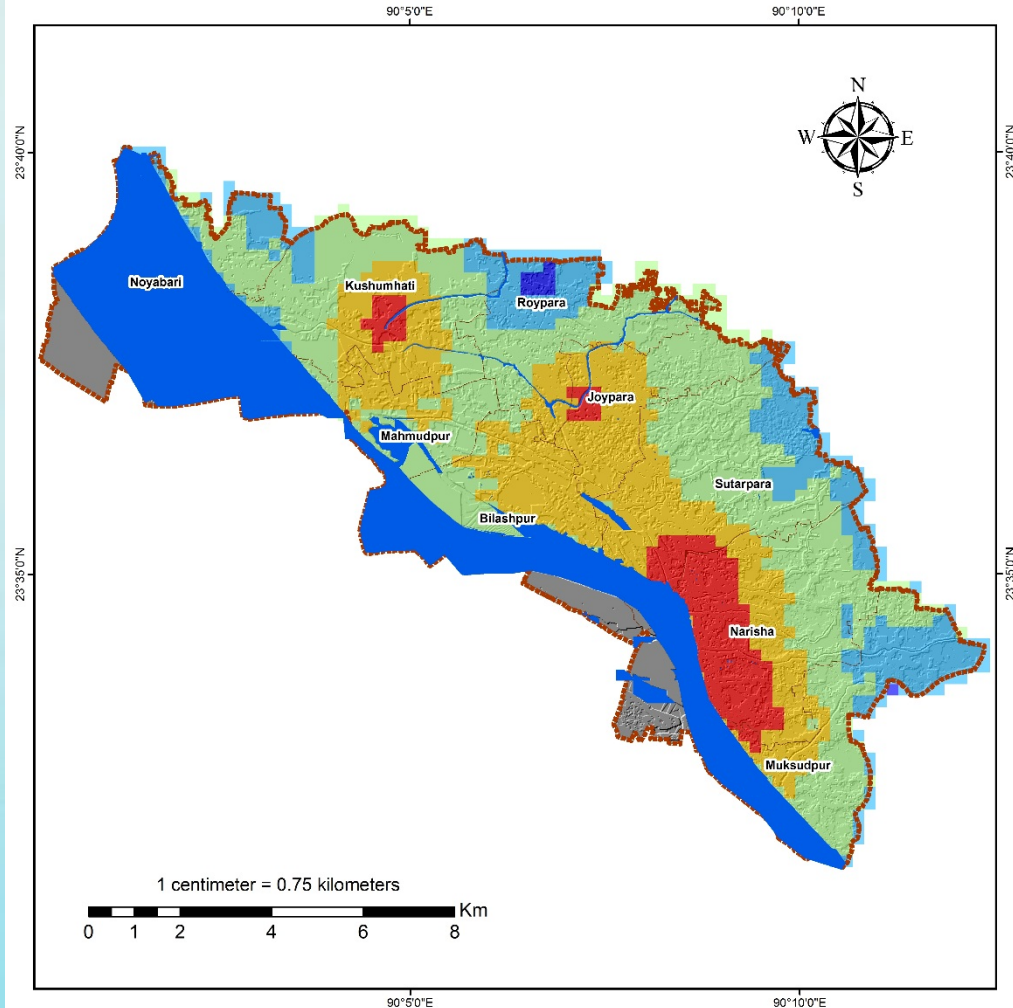 90°5'0"E
90°10'0"E
N
W
E
S
23°40'0"N
23°40'0"N
Noyabari
Kushumhati
Roypara
Joypara
Mahmudpur
Sutarpara
Bilashpur
23°35'0"N
23°35'0"N
Narisha
Muksudpur
1 centimeter = 0.75 kilometers
Km
0 1 2 4 6 8
90°5'0"E
90°10'0"E